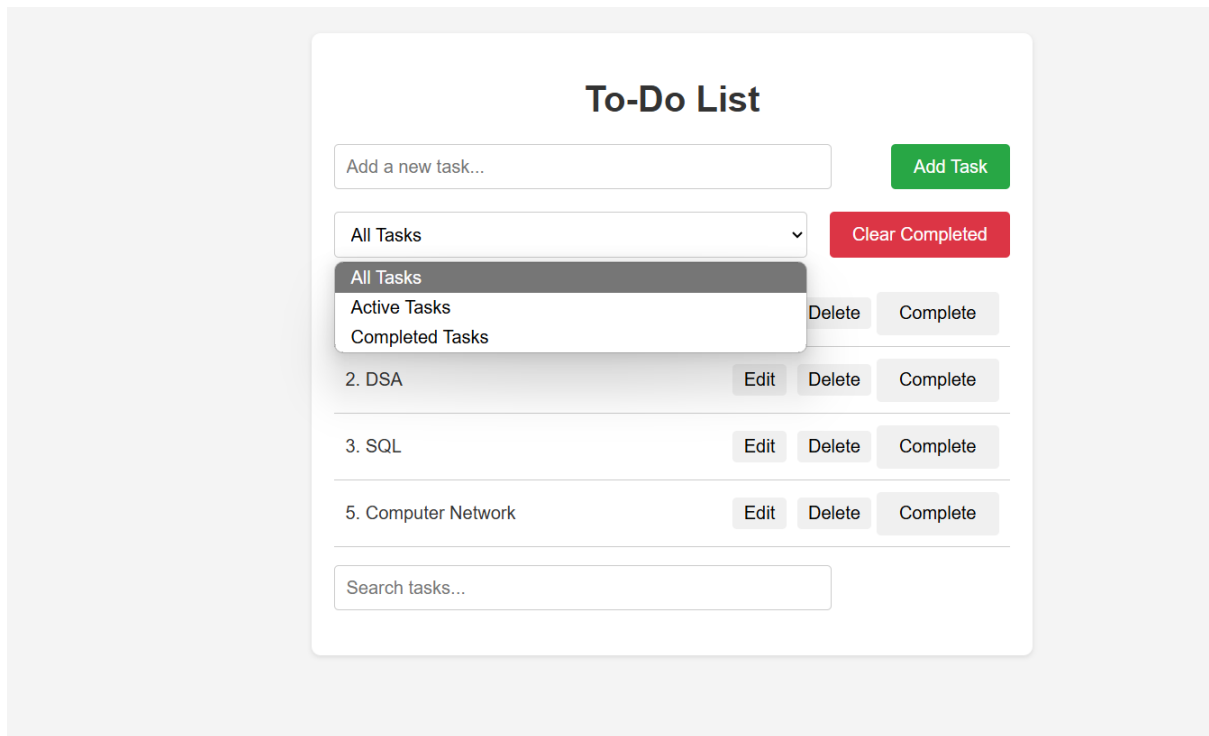 To-Do List
Add a new task... Add Task
All Tasks Clear Completed
All Tasks
Active Tasks
Completed Tasks
Delete Complete
2. DSA Edit Delete Complete
3. SQL Edit Delete Complete
5. Computer Network Edit Delete Complete
Search tasks...